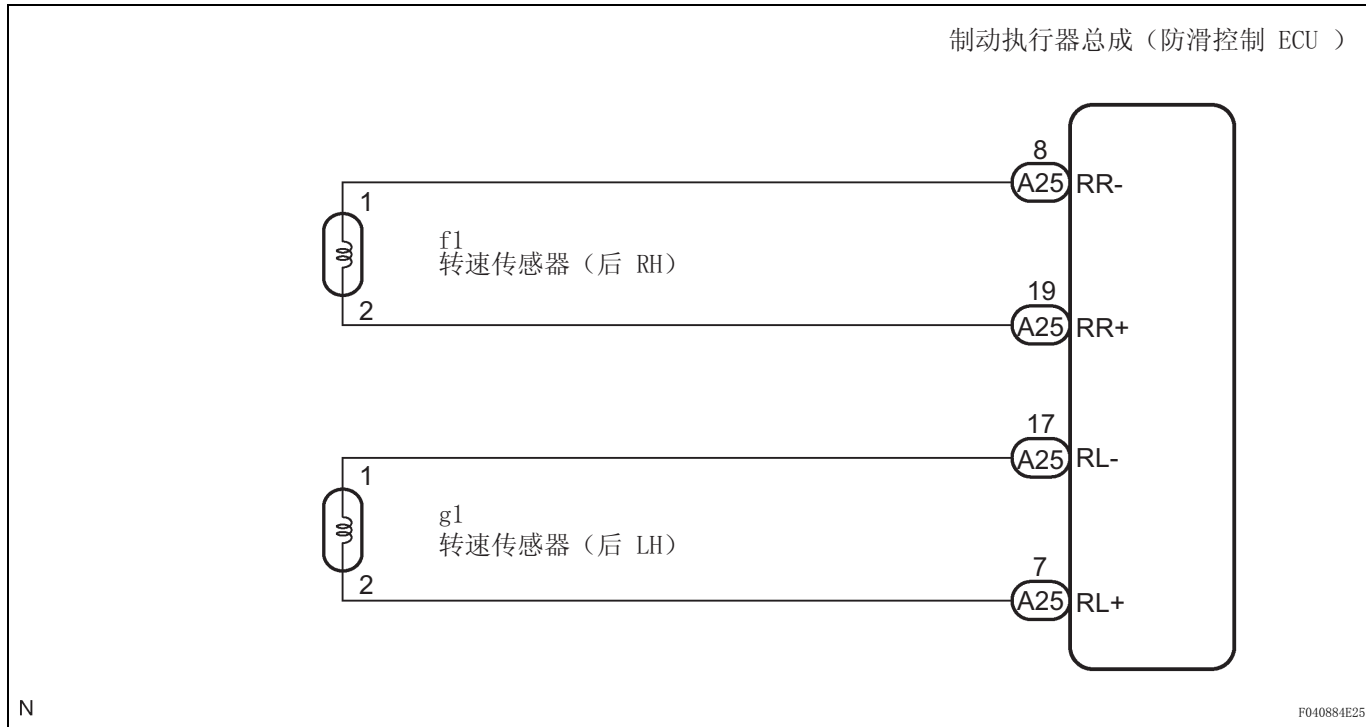 制动执行器总成（防滑控制 ECU ）
8
A25 RR-
1
f1
转速传感器（后 RH）
2
19
A25 RR+
17
A25 RL-
1
g1
转速传感器（后 LH）
2
7
A25 RL+
N
F040884E25